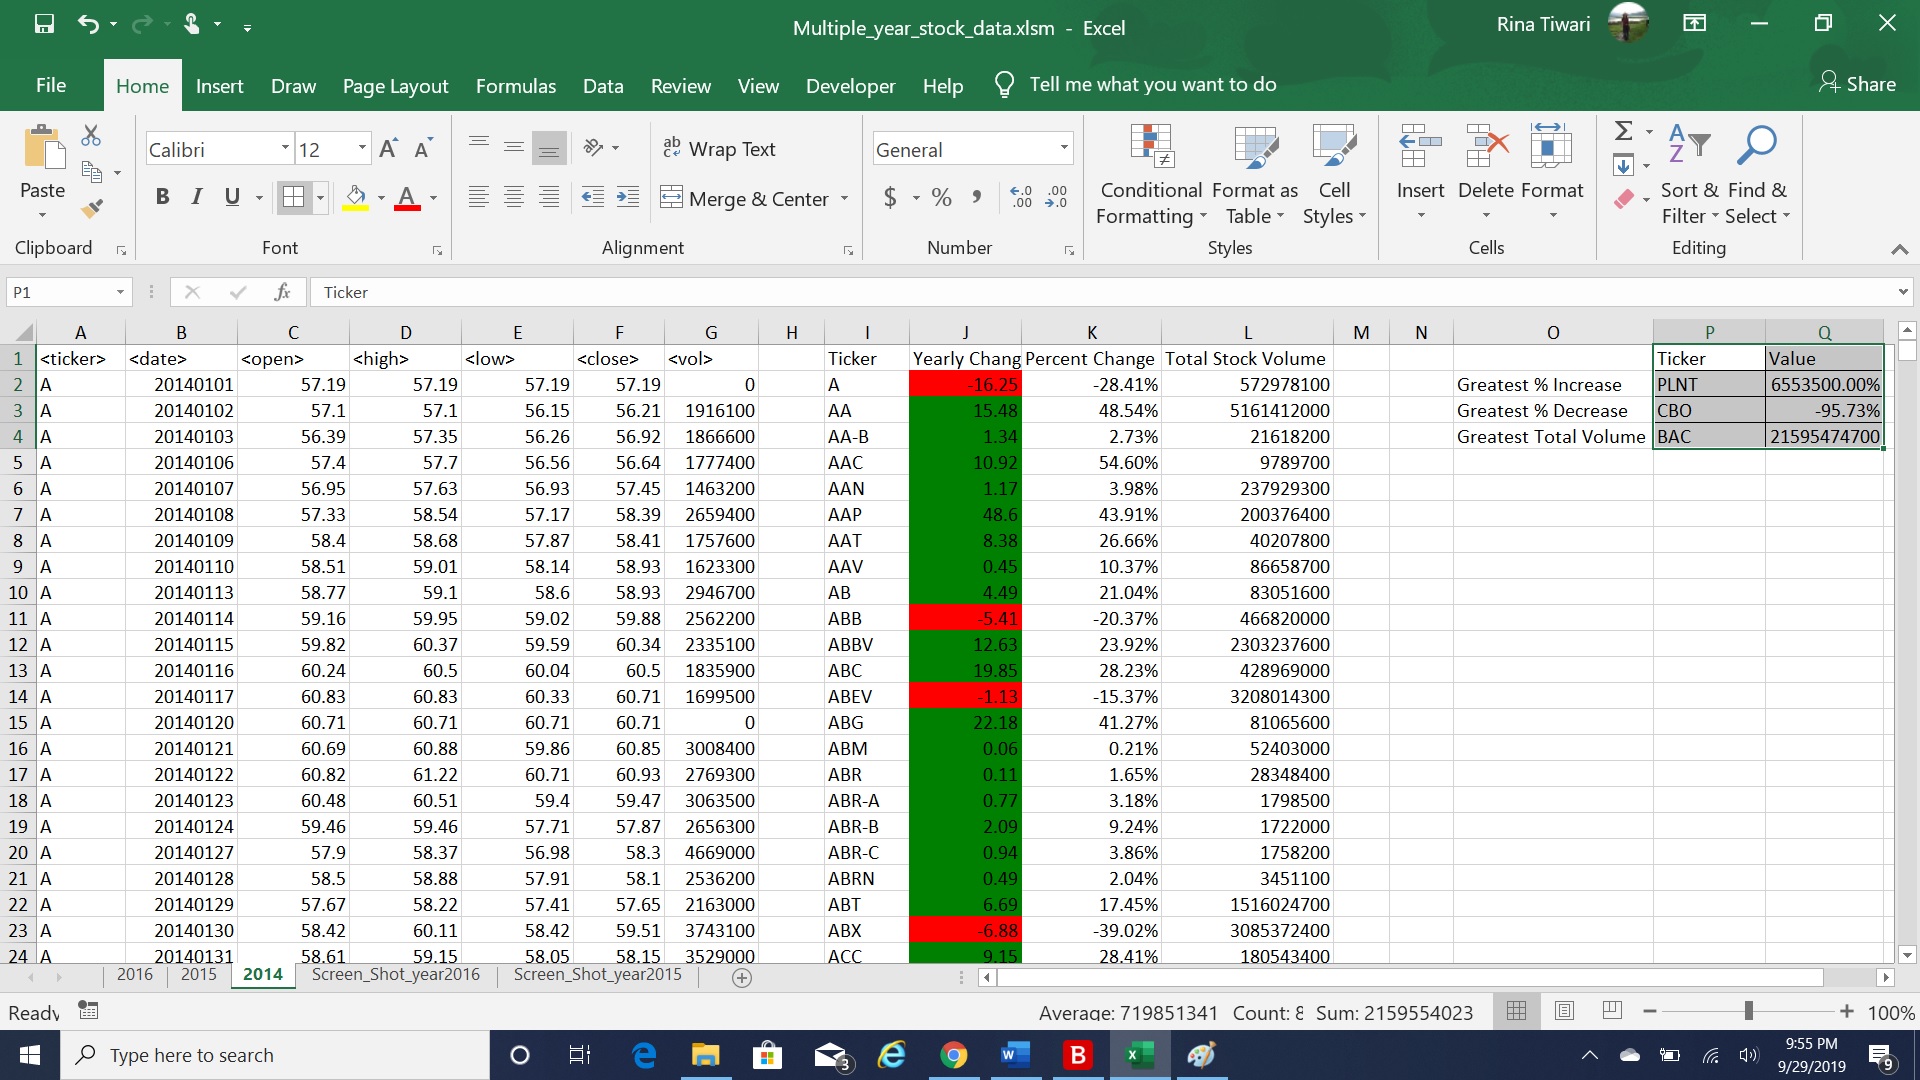 Multiple_year_stock_data.xlsm - Excel
Rina Tiwari
File Home Insert Draw Page Layout Formulas Data Review View Developer Help Tell me what you want to do Share
Paste
Calibri 12
Wrap Text
Merge & Center
General
Conditional Formatting
Format as Table
Cell Styles
Insert Delete Format
Sort & Filter
Find & Select
Clipboard Font Alignment Number Styles Cells Editing
P1 fx Ticker
A B C D E F G H I J K L M N O P Q
1 <ticker> <date> <open> <high> <low> <close> <vol> Ticker Yearly Chang Percent Change Total Stock Volume Ticker Value
2 A 20140101 57.19 57.19 57.19 57.19 0 A -16.25 -28.41% 572978100 Greatest % Increase PLNT 6553500.00%
3 A 20140102 57.1 57.1 56.15 56.21 1916100 AA 15.48 48.54% 5161412000 Greatest % Decrease CBO -95.73%
4 A 20140103 56.39 57.35 56.26 56.92 1866600 AA-B 1.34 2.73% 21618200 Greatest Total Volume BAC 21595474700
5 A 20140106 57.4 57.7 56.56 56.64 1777400 AAC 10.92 54.60% 9789700
6 A 20140107 56.95 57.63 56.93 57.45 1463200 AAN 1.17 3.98% 237929300
7 A 20140108 57.33 58.54 57.17 58.39 2659400 AAP 48.6 43.91% 200376400
8 A 20140109 58.4 58.68 57.87 58.41 1757600 AAT 8.38 26.66% 40207800
9 A 20140110 58.51 59.01 58.14 58.93 1623300 AAV 0.45 10.37% 86658700
10 A 20140113 58.77 59.1 58.6 58.93 2946700 AB 4.49 21.04% 83051600
11 A 20140114 59.16 59.95 59.02 59.88 2562200 ABB -5.41 -20.37% 466820000
12 A 20140115 59.82 60.37 59.59 60.34 2335100 ABBV 12.63 23.92% 2303237600
13 A 20140116 60.24 60.5 60.04 60.5 1835900 ABC 19.85 28.23% 428969000
14 A 20140117 60.83 60.83 60.33 60.71 1699500 ABEV -1.13 -15.37% 3208014300
15 A 20140120 60.71 60.71 60.71 60.71 0 ABG 22.18 41.27% 81065600
16 A 20140121 60.69 60.88 59.86 60.85 3008400 ABM 0.06 0.21% 52403000
17 A 20140122 60.82 61.22 60.71 60.93 2769300 ABR 0.11 1.65% 28348400
18 A 20140123 60.48 60.51 59.4 59.47 3063500 ABR-A 0.77 3.18% 1798500
19 A 20140124 59.46 59.46 57.71 57.87 2656300 ABR-B 2.09 9.24% 1722000
20 A 20140127 57.9 58.37 56.98 58.3 4669000 ABR-C 0.94 3.86% 1758200
21 A 20140128 58.5 58.88 57.91 58.1 2536200 ABRN 0.49 2.04% 3451100
22 A 20140129 57.67 58.22 57.41 57.65 2163000 ABT 6.69 17.45% 1516024700
23 A 20140130 58.42 60.11 58.42 59.51 3743100 ABX -6.88 -39.02% 3085372400
24 A 20140131 58.61 59.15 58.05 58.15 3529000 ACC 9.15 28.41% 180543400
2016 2015 2014 Screen_Shot_year2016 Screen_Shot_year2015
Ready Average: 719851341 Count: 8 Sum: 2159554023 100%
Type here to search
3
9:55 PM
9/29/2019
9